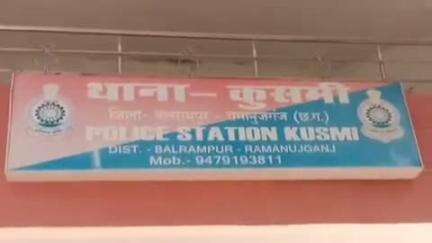 थाना - कुसमी
जिला- बलरामपुर - रामानुजगंज (छ.ग.)
POLICE STATION KUSMI
DIST. - BALRAMPUR - RAMANUJGANJ
Mob.- 9479193811